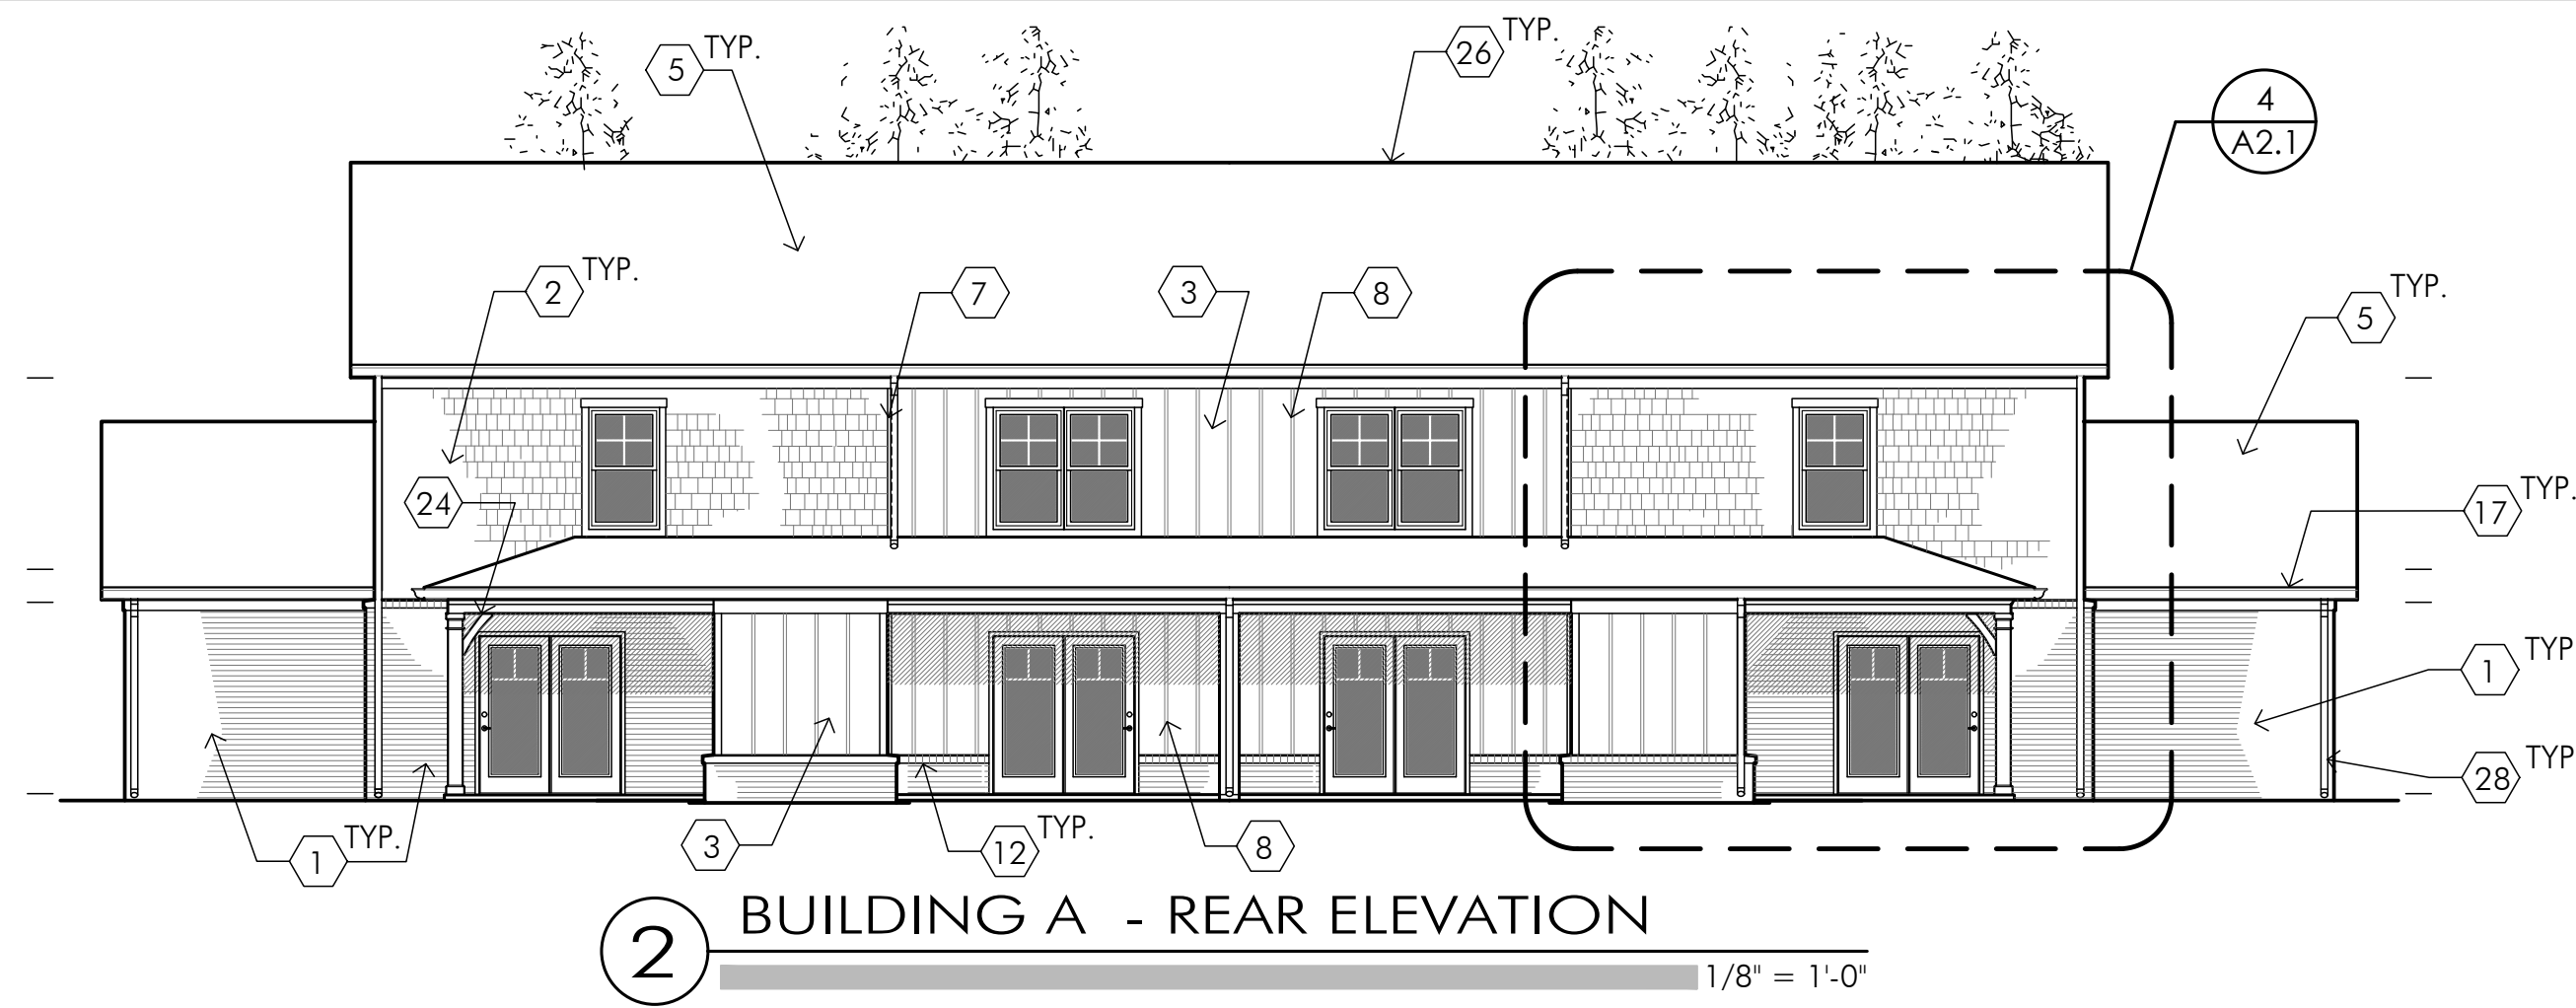 TYP.
5
26
TYP.
4
A2.1
2
TYP.
7
3
8
5
TYP.
24
17
TYP.
1
TYP
28
TYP
1
TYP.
3
12
TYP.
8
2
BUILDING A - REAR ELEVATION
1/8" = 1'-0"